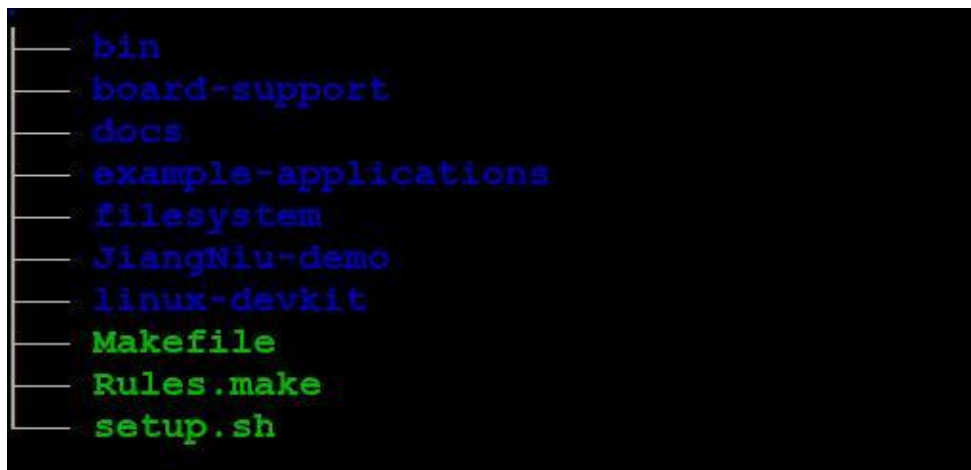 bin
board-support
docs
example-applications
filesystem
JiangNiu-demo
linux-devkit
Makefile
Rules.make
setup.sh